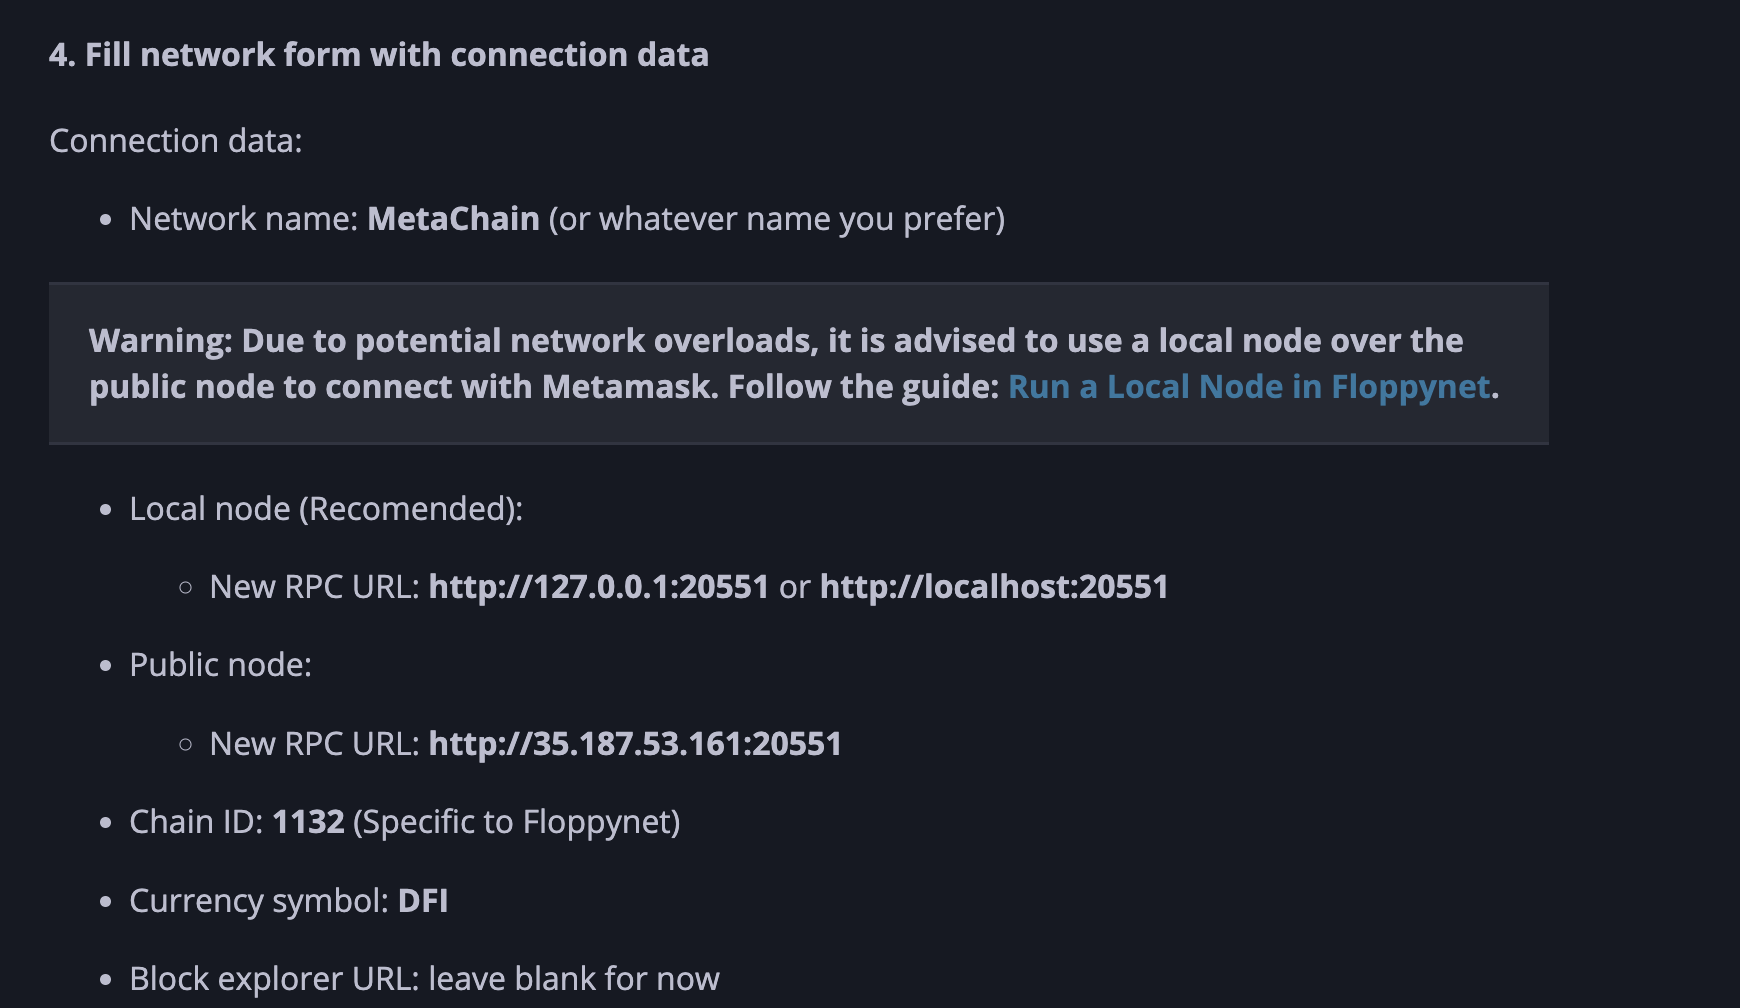 4. Fill network form with connection data
Connection data:
• Network name: MetaChain (or whatever name you prefer)
Warning: Due to potential network overloads, it is advised to use a local node over the
public node to connect with Metamask. Follow the guide: Run a Local Node in Floppynet.
• Local node (Recomended):
◦ New RPC URL: http://127.0.0.1:20551 or http://localhost:20551
• Public node:
◦ New RPC URL: http://35.187.53.161:20551
• Chain ID: 1132 (Specific to Floppynet)
• Currency symbol: DFI
• Block explorer URL: leave blank for now